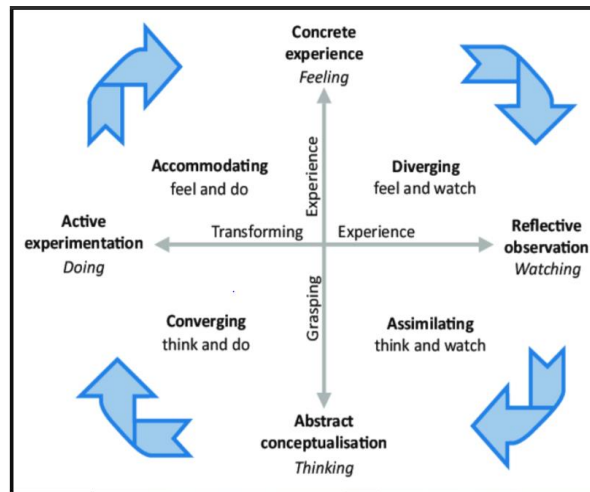 Concrete
experience
Feeling
Accommodating
feel and do
Experience
Diverging
feel and watch
Active
experimentation
Doing
Transforming
Experience
Reflective
observation
Watching
Converging
think and do
Grasping
Assimilating
think and watch
Abstract
conceptualisation
Thinking